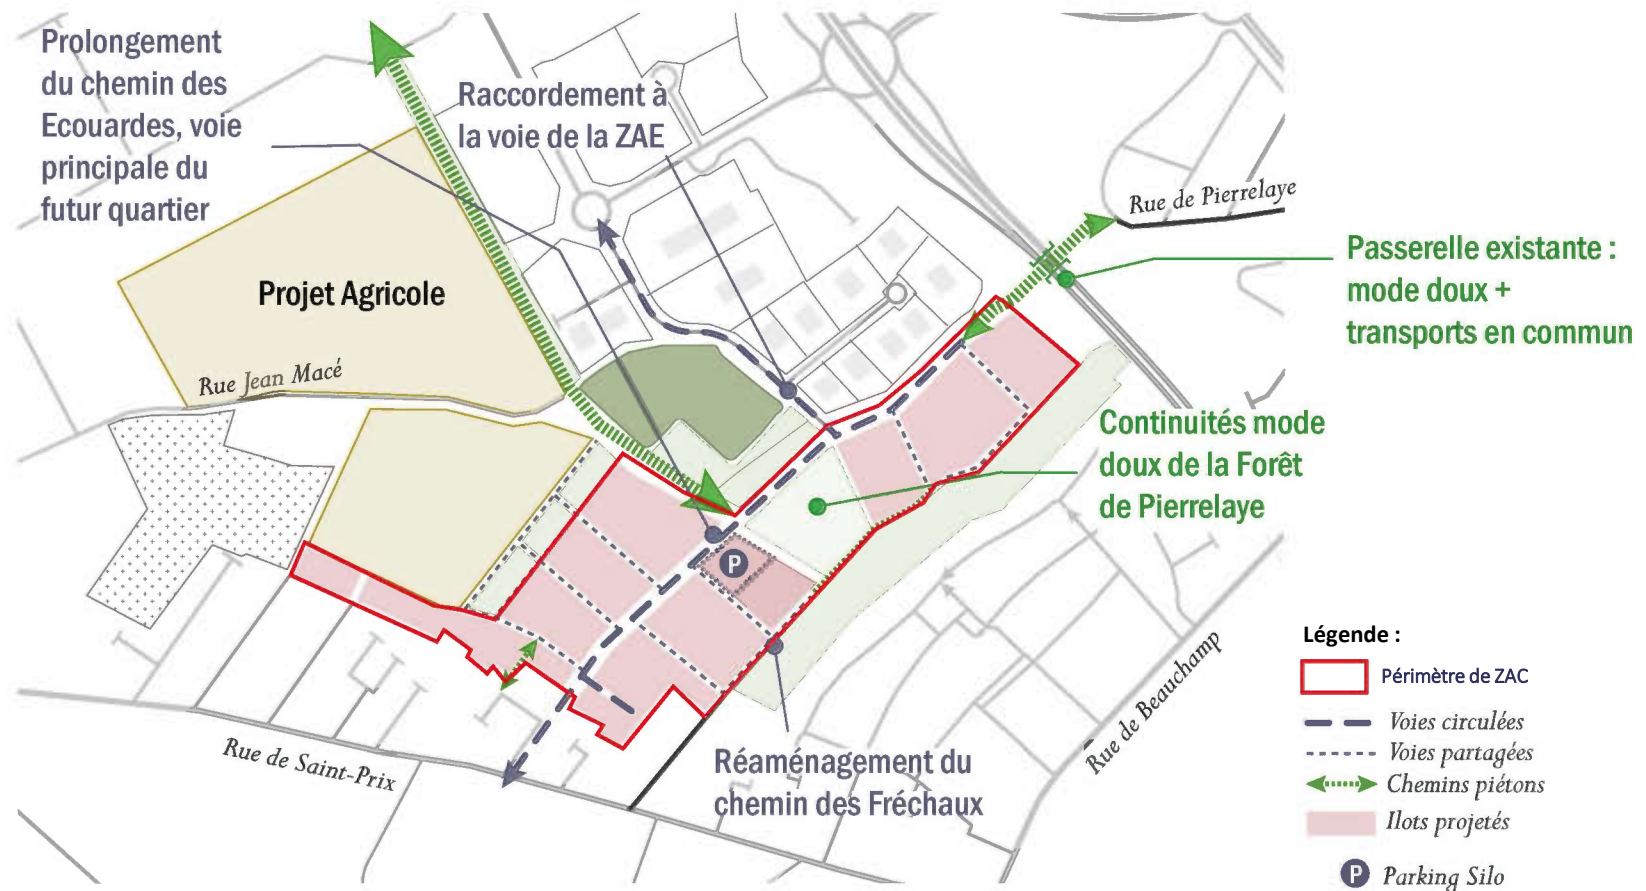 Prolongement
du chemin des
Ecouardes, voie
principale du
futur quartier
Raccordement à
la voie de la ZAE
Rue de Pierrelaye
Passerelle existante :
mode doux +
transports en commun
Projet Agricole
Rue Jean Macé
Continuités mode
doux de la Forêt
de Pierrelaye
P
Rue de Beauchamp
Rue de Saint-Prix
Réaménagement du
chemin des Fréchaux
Légende :
Périmètre de ZAC
Voies circulées
Voies partagées
Chemins piétons
Ilots projetés
P Parking Silo